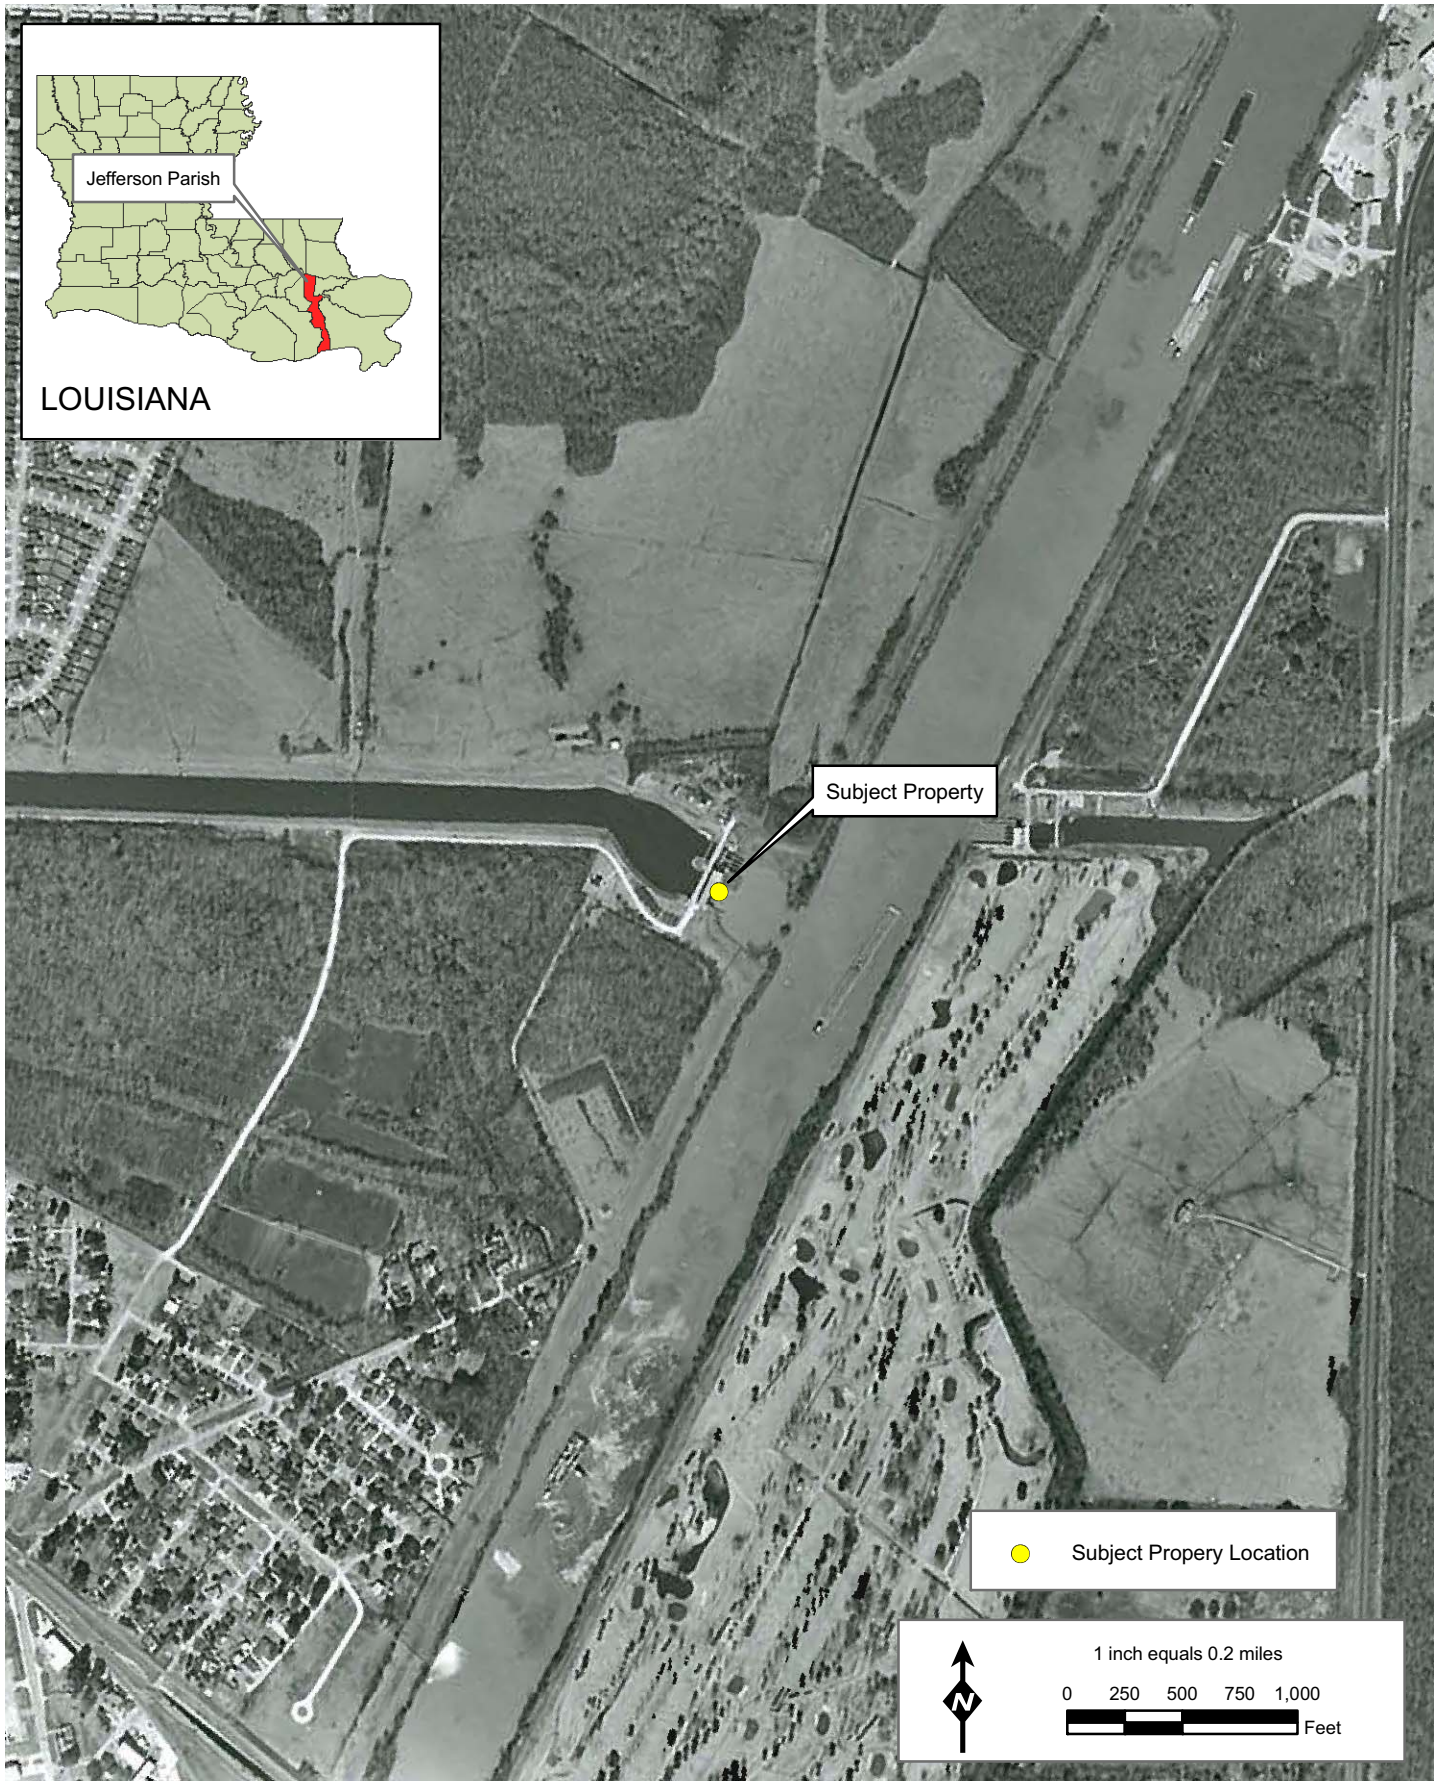 Jefferson Parish
LOUISIANA
Subject Property
Subject Propery Location
N
1 inch equals 0.2 miles
0 250 500 750 1,000
Feet